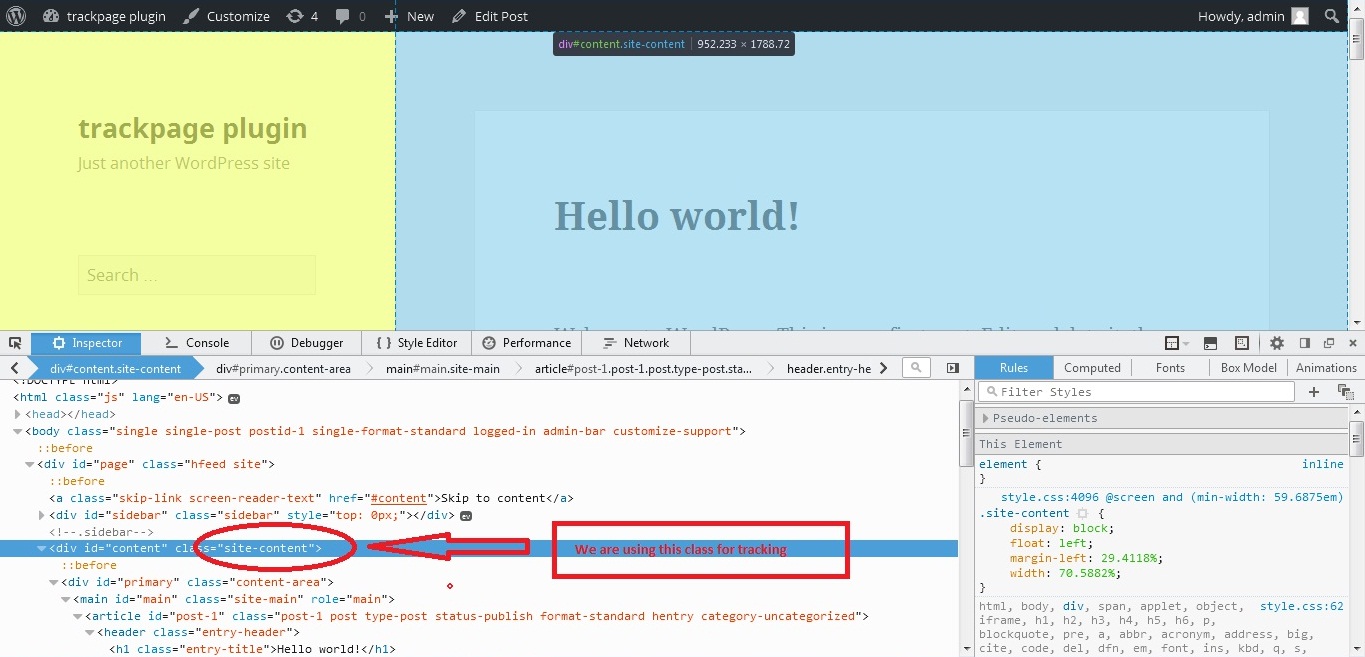 trackpage plugin Customize 4 0 New Edit Post Howdy, admin
div#content.site-content 952.233 × 1788.72
trackpage plugin
Just another WordPress site
Hello world!
Search ...
Inspector Console Debugger Style Editor Performance Network
div#content.site-content div#primary.content-area main#main.site-main article#post-1.post-1.post.type-post.sta... header.entry-he
<!DOCTYPE html>
<html class="js" lang="en-US"> ev
<head></head>
<body class="single single-post postid-1 single-format-standard logged-in admin-bar customize-support">
::before
<div id="page" class="hfeed site">
::before
<a class="skip-link screen-reader-text" href="#content">Skip to content</a>
<div id="sidebar" class="sidebar" style="top: 0px;"></div> ev
<!--.sidebar-->
<div id="content" class="site-content">
We are using this class for tracking
::before
<div id="primary" class="content-area">
<main id="main" class="site-main" role="main">
<article id="post-1" class="post-1 post type-post status-publish format-standard hentry category-uncategorized">
<header class="entry-header">
<h1 class="entry-title">Hello world!</h1>
Rules Computed Fonts Box Model Animations
Filter Styles
Pseudo-elements
This Element
element { inline
}
style.css:4096 @screen and (min-width: 59.6875em)
.site-content {
display: block;
float: left;
margin-left: 29.4118%;
width: 70.5882%;
}
html, body, div, span, applet, object, style.css:62
iframe, h1, h2, h3, h4, h5, h6, p,
blockquote, pre, a, abbr, acronym, address, big,
cite, code, del, dfn, em, font, ins, kbd, q, s,